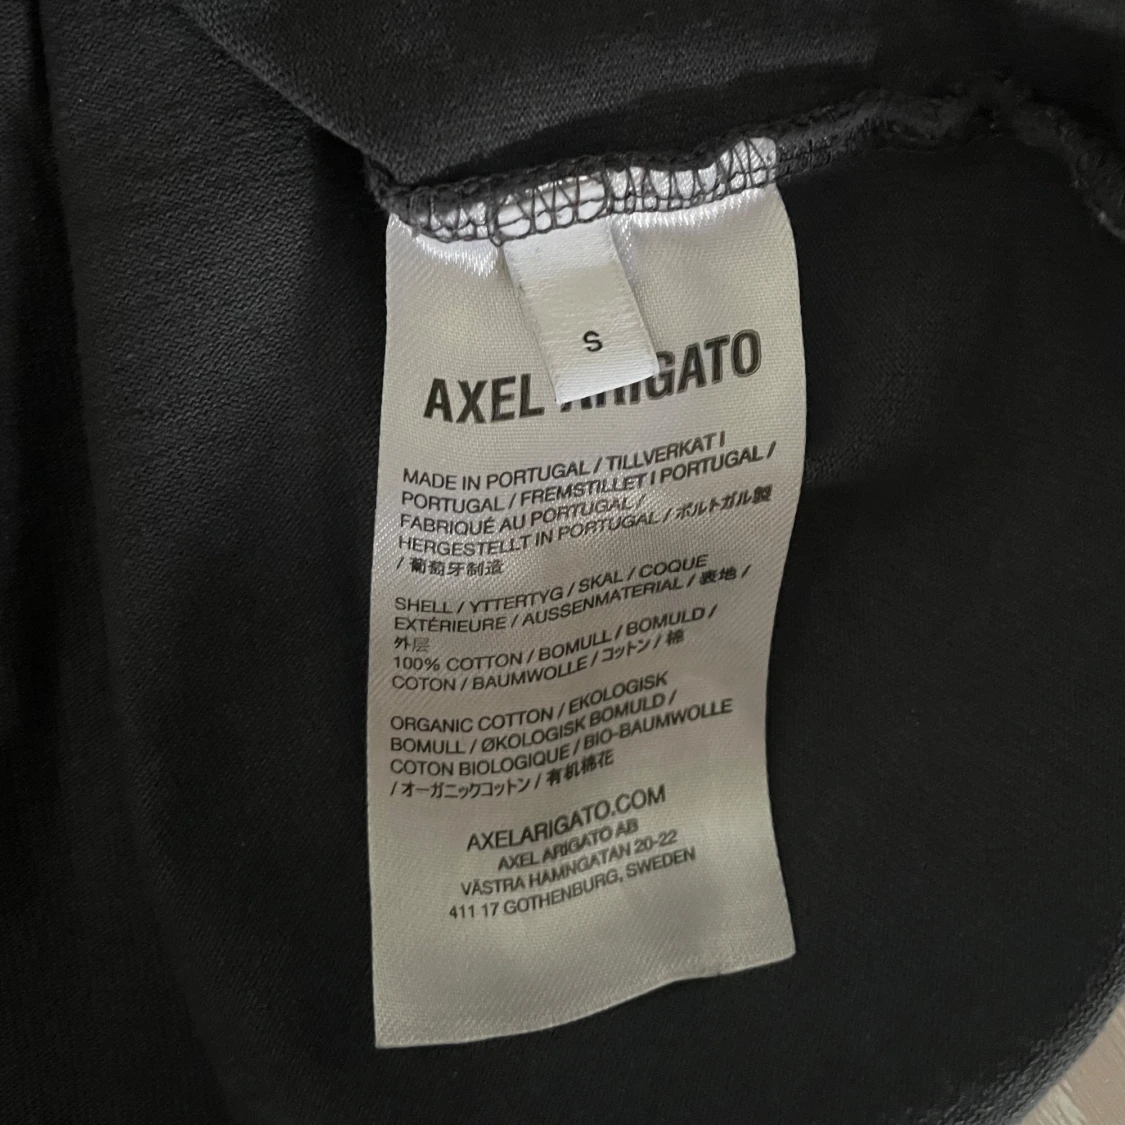 S
AXEL ARIGATO
MADE IN PORTUGAL / TILLVERKAT I
PORTUGAL / FREMSTILLET I PORTUGAL /
FABRIQUÉ AU PORTUGAL /
HERGESTELLT IN PORTUGAL / ポルトガル製
/ 葡萄牙制造
SHELL / YTTERTYG / SKAL / COQUE
EXTÉRIEURE / AUSSENMATERIAL / 表地 /
外层
100% COTTON / BOMULL / BOMULD /
COTON / BAUMWOLLE / コットン / 棉
ORGANIC COTTON / EKOLOGISK
BOMULL / ØKOLOGISK BOMULD /
COTON BIOLOGIQUE / BIO-BAUMWOLLE
/ オーガニックコットン / 有机棉花
AXELARIGATO.COM
AXEL ARIGATO AB
VÄSTRA HAMNGATAN 20-22
411 17 GOTHENBURG, SWEDEN